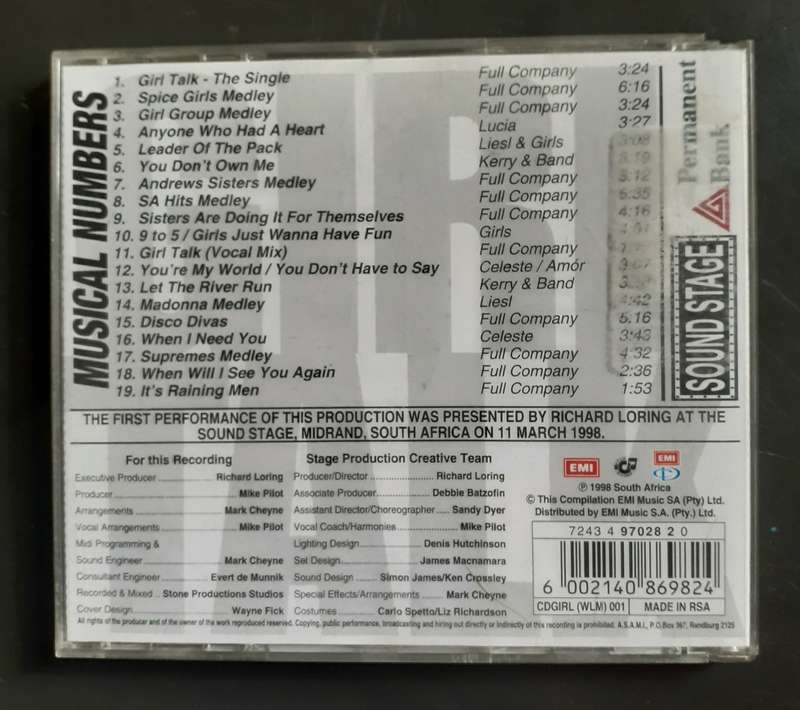 MUSICAL NUMBERS
1. Girl Talk - The Single Full Company 3:24
2. Spice Girls Medley Full Company 6:16
3. Girl Group Medley Full Company 3:24
4. Anyone Who Had A Heart Lucia 3:27
5. Leader Of The Pack Liesl & Girls 3:08
6. You Don't Own Me Kerry & Band
7. Andrews Sisters Medley Full Company 3:12
8. SA Hits Medley Full Company
9. Sisters Are Doing It For Themselves Full Company 4:16
10. 9 to 5 / Girls Just Wanna Have Fun Girls
11. Girl Talk (Vocal Mix) Full Company
12. You're My World / You Don't Have to Say Celeste / Amór
13. Let The River Run Kerry & Band
14. Madonna Medley Liesl 4:42
15. Disco Divas Full Company 5.16
16. When I Need You Celeste 3:43
17. Supremes Medley Full Company 4:32
18. When Will I See You Again Full Company 2:36
19. It's Raining Men Full Company 1:53
Permanent
Bank
SOUND STAGE
THE FIRST PERFORMANCE OF THIS PRODUCTION WAS PRESENTED BY RICHARD LORING AT THE
SOUND STAGE, MIDRAND, SOUTH AFRICA ON 11 MARCH 1998.
For this Recording
Executive Producer Richard Loring
Producer Mike Pilot
Arrangements Mark Cheyne
Vocal Arrangements Mike Pilot
Midi Programming &
Sound Engineer Mark Cheyne
Consultant Engineer Evert de Munnik
Recorded & Mixed Stone Productions Studios
Cover Design Wayne Fick
Stage Production Creative Team
Producer/Director Richard Loring
Associate Producer Debbie Batzofin
Assistant Director/Choreographer Sandy Dyer
Vocal Coach/Harmonies Mike Pilot
Lighting Design Denis Hutchinson
Set Design James Macnamara
Sound Design Simon James/Ken Crossley
Special Effects/Arrangements Mark Cheyne
Costumes Carlo Spetto/Liz Richardson
EMI
EMI
℗ 1998 South Africa
© This Compilation EMI Music SA (Pty) Ltd.
Distributed by EMI Music S.A. (Pty.) Ltd.
7243 4 97028 2 0
6 002140 869824
CDGIRL (WLM) 001 MADE IN RSA
All rights of the producer and of the owner of the work reproduced reserved. Copying, public performance, broadcasting and hiring out directly or indirectly of this recording is prohibited. A.S.A.M.I., P.O.Box 367, Randburg 2125